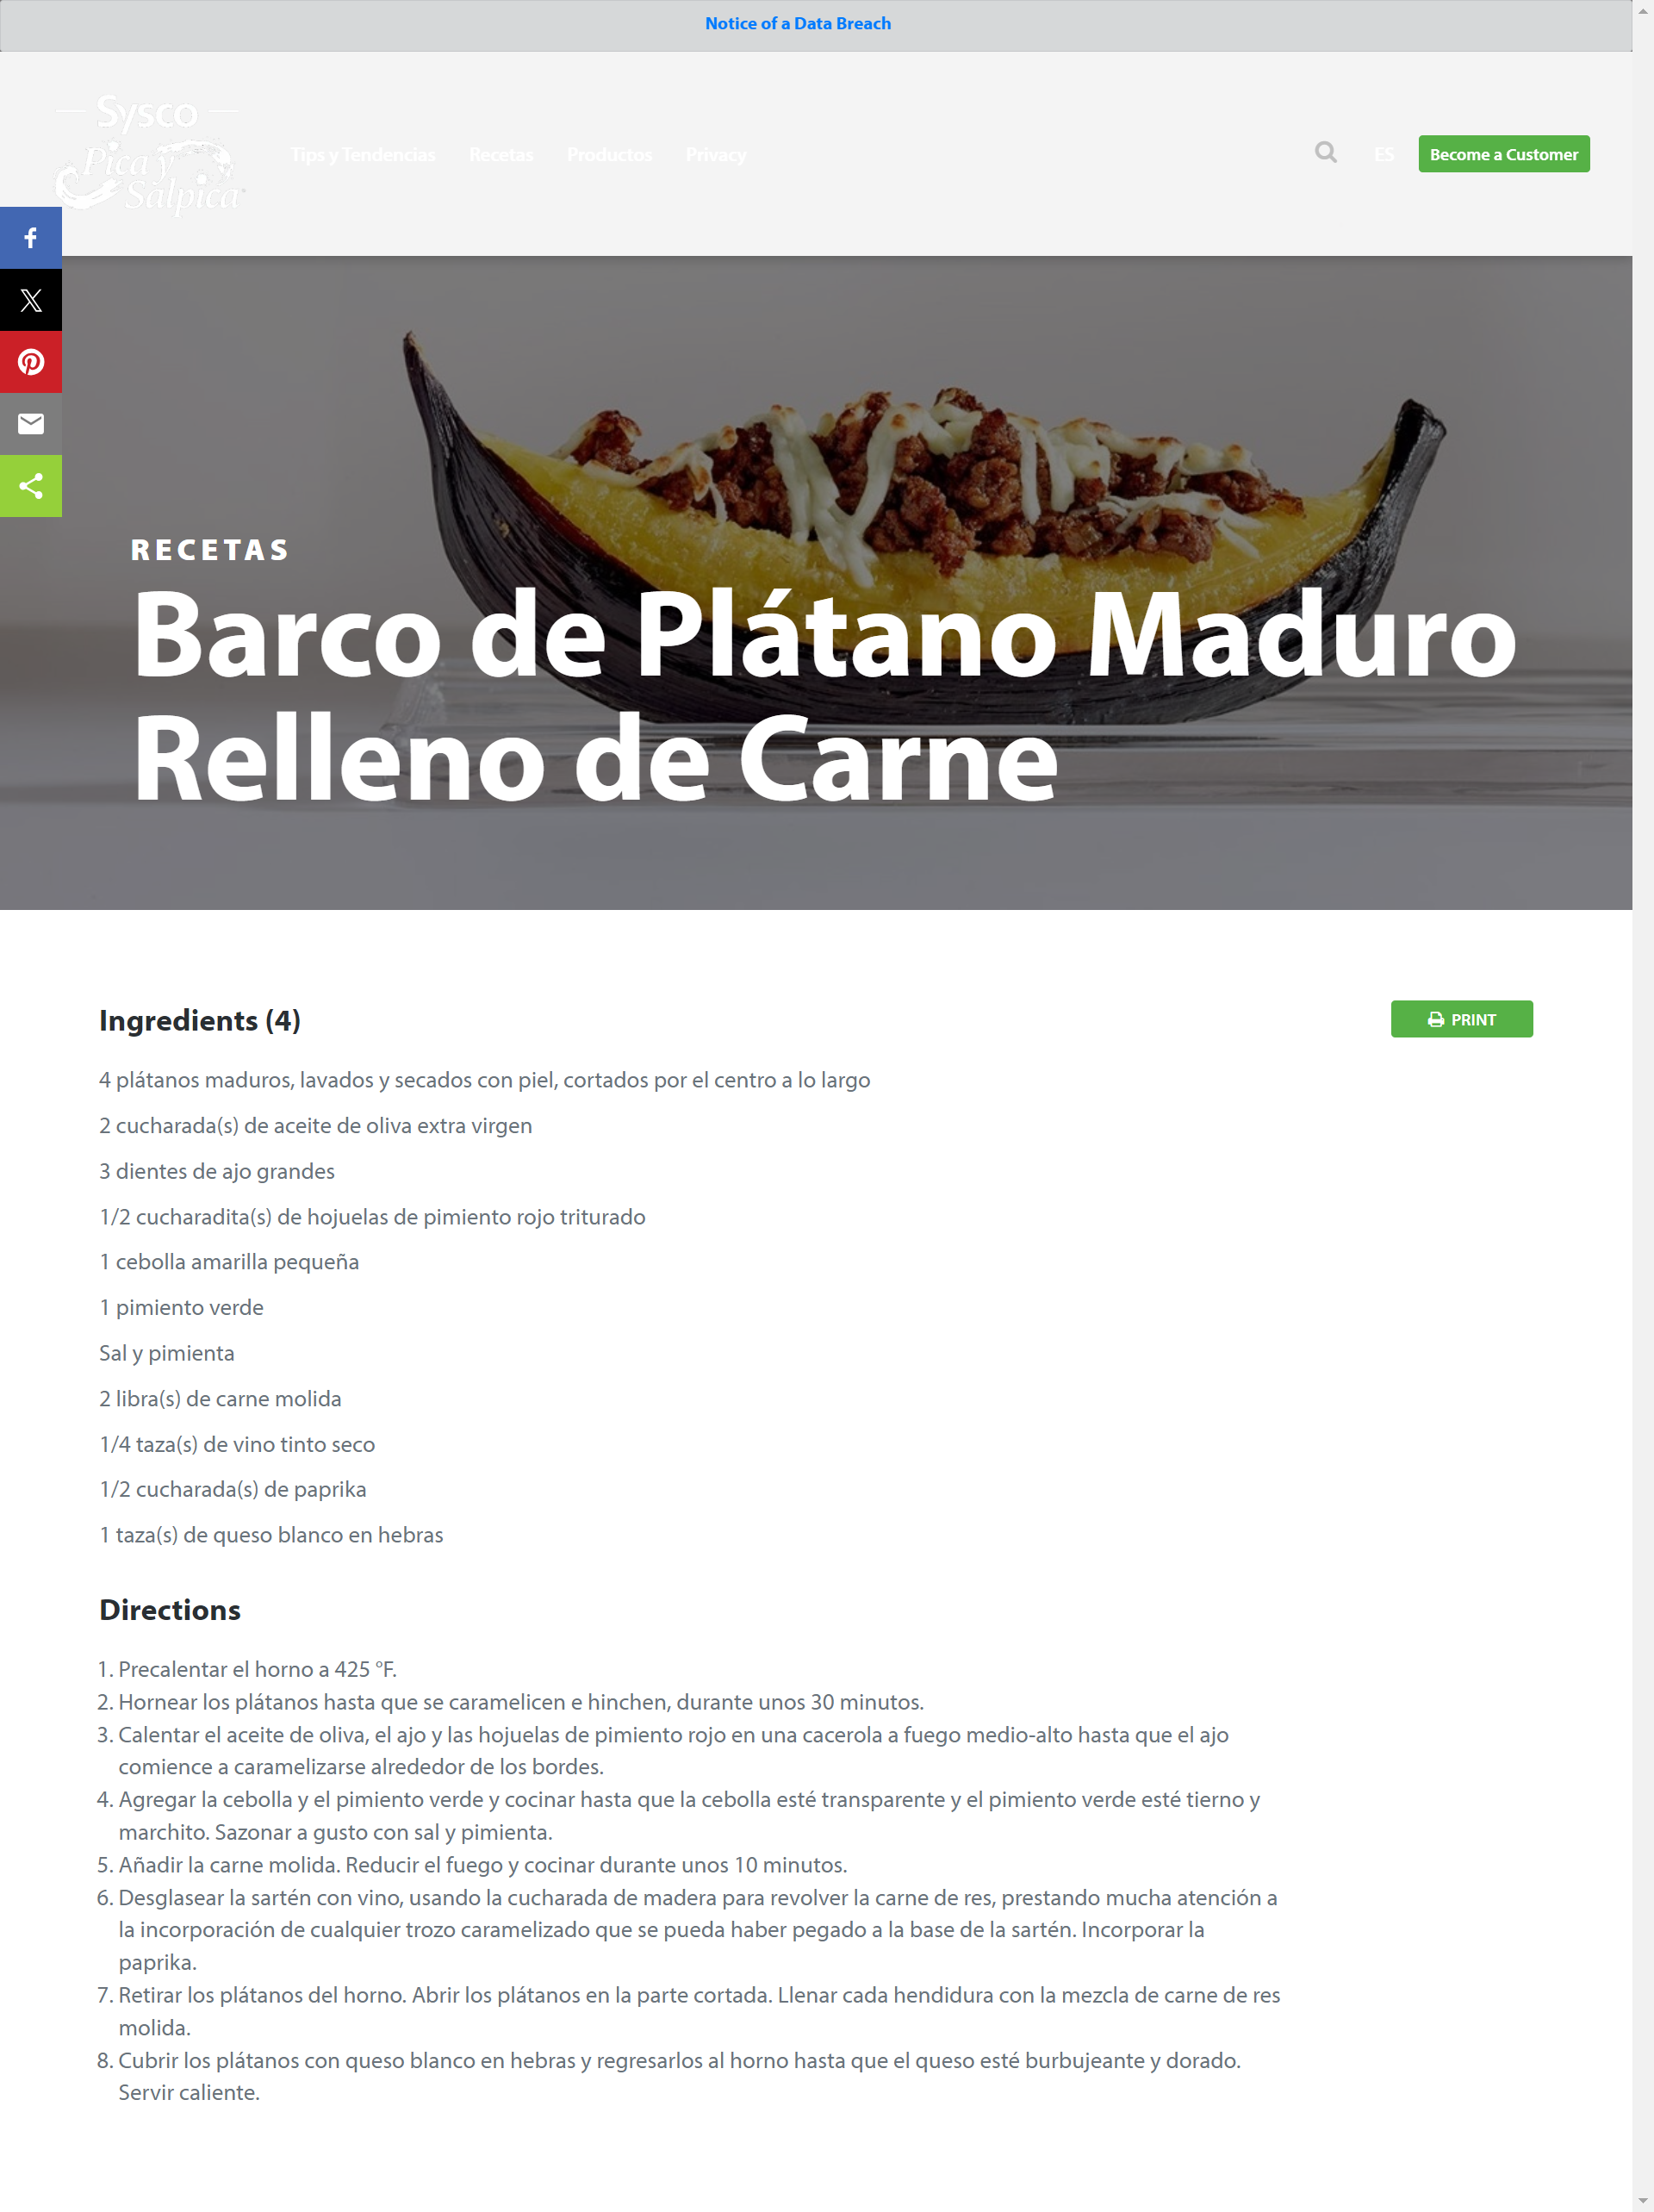 Notice of a Data Breach
Sysco
Pica y
Salpica
Tips y Tendencias
Recetas
Productos
Privacy
ES
Become a Customer
RECETAS
Barco de Plátano Maduro
Relleno de Carne
Ingredients (4)
PRINT
4 plátanos maduros, lavados y secados con piel, cortados por el centro a lo largo
2 cucharada(s) de aceite de oliva extra virgen
3 dientes de ajo grandes
1/2 cucharadita(s) de hojuelas de pimiento rojo triturado
1 cebolla amarilla pequeña
1 pimiento verde
Sal y pimienta
2 libra(s) de carne molida
1/4 taza(s) de vino tinto seco
1/2 cucharada(s) de paprika
1 taza(s) de queso blanco en hebras
Directions
1. Precalentar el horno a 425 °F.
2. Hornear los plátanos hasta que se caramelicen e hinchen, durante unos 30 minutos.
3. Calentar el aceite de oliva, el ajo y las hojuelas de pimiento rojo en una cacerola a fuego medio-alto hasta que el ajo
comience a caramelizarse alrededor de los bordes.
4. Agregar la cebolla y el pimiento verde y cocinar hasta que la cebolla esté transparente y el pimiento verde esté tierno y
marchito. Sazonar a gusto con sal y pimienta.
5. Añadir la carne molida. Reducir el fuego y cocinar durante unos 10 minutos.
6. Desglasear la sartén con vino, usando la cucharada de madera para revolver la carne de res, prestando mucha atención a
la incorporación de cualquier trozo caramelizado que se pueda haber pegado a la base de la sartén. Incorporar la
paprika.
7. Retirar los plátanos del horno. Abrir los plátanos en la parte cortada. Llenar cada hendidura con la mezcla de carne de res
molida.
8. Cubrir los plátanos con queso blanco en hebras y regresarlos al horno hasta que el queso esté burbujeante y dorado.
Servir caliente.